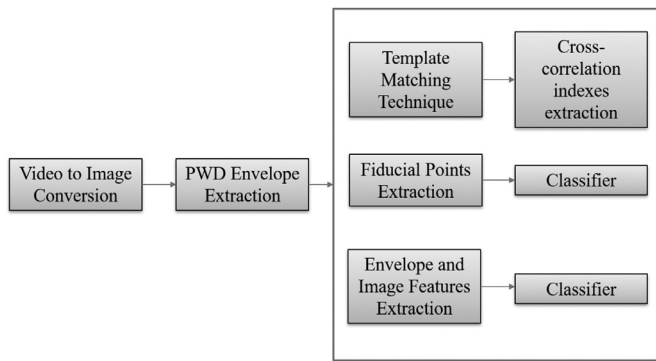 Video to Image
Conversion
PWD Envelope
Extraction
Template
Matching
Technique
Cross-
correlation
indexes
extraction
Fiducial Points
Extraction
Classifier
Envelope and
Image Features
Extraction
Classifier